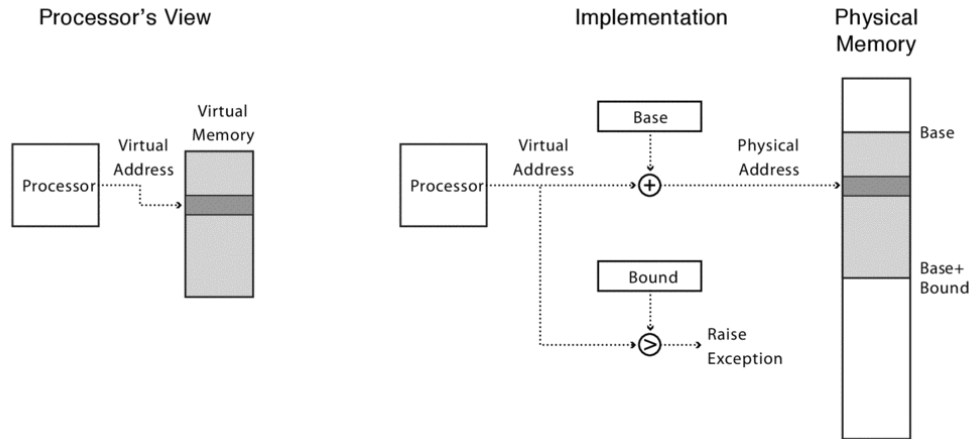 Processor's View
Implementation
Physical
Memory
Virtual
Memory
Virtual
Address
Processor
Base
Virtual
Address
Physical
Address
Processor
+
Base
Bound
Base+
Bound
>
Raise
Exception